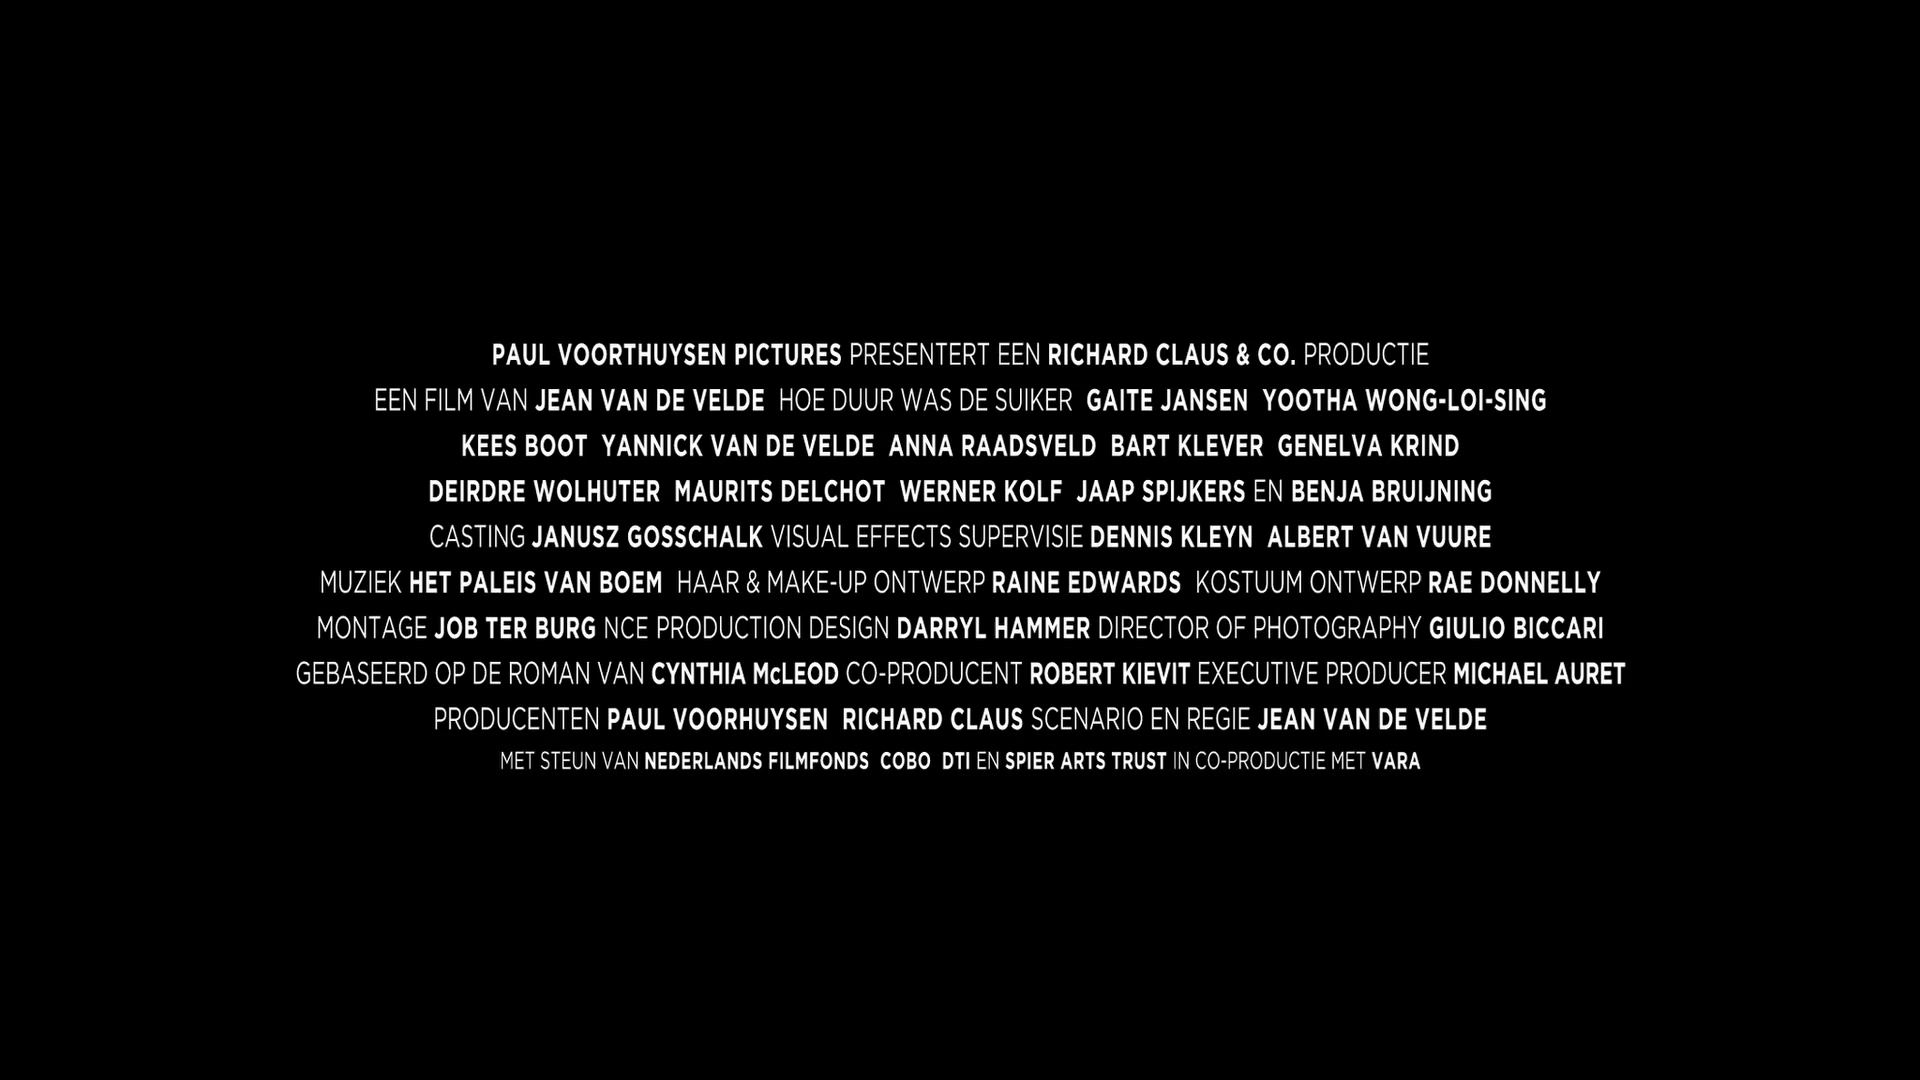 PAUL VOORTHUYSEN PICTURES PRESENTERT EEN RICHARD CLAUS & CO. PRODUCTIE
EEN FILM VAN JEAN VAN DE VELDE HOE DUUR WAS DE SUIKER GAITE JANSEN YOOTHA WONG-LOI-SING
KEES BOOT YANNICK VAN DE VELDE ANNA RAADSVELD BART KLEVER GENELVA KRIND
DEIRDRE WOLHUTER MAURITS DELCHOT WERNER KOLF JAAP SPIJKERS EN BENJA BRUIJNING
CASTING JANUSZ GOSSCHALK VISUAL EFFECTS SUPERVISIE DENNIS KLEYN ALBERT VAN VUURE
MUZIEK HET PALEIS VAN BOEM HAAR & MAKE-UP ONTWERP RAINE EDWARDS KOSTUUM ONTWERP RAE DONNELLY
MONTAGE JOB TER BURG NCE PRODUCTION DESIGN DARRYL HAMMER DIRECTOR OF PHOTOGRAPHY GIULIO BICCARI
GEBASEERD OP DE ROMAN VAN CYNTHIA McLEOD CO-PRODUCENT ROBERT KIEVIT EXECUTIVE PRODUCER MICHAEL AURET
PRODUCENTEN PAUL VOORHUYSEN RICHARD CLAUS SCENARIO EN REGIE JEAN VAN DE VELDE
MET STEUN VAN NEDERLANDS FILMFONDS COBO DTI EN SPIER ARTS TRUST IN CO-PRODUCTIE MET VARA